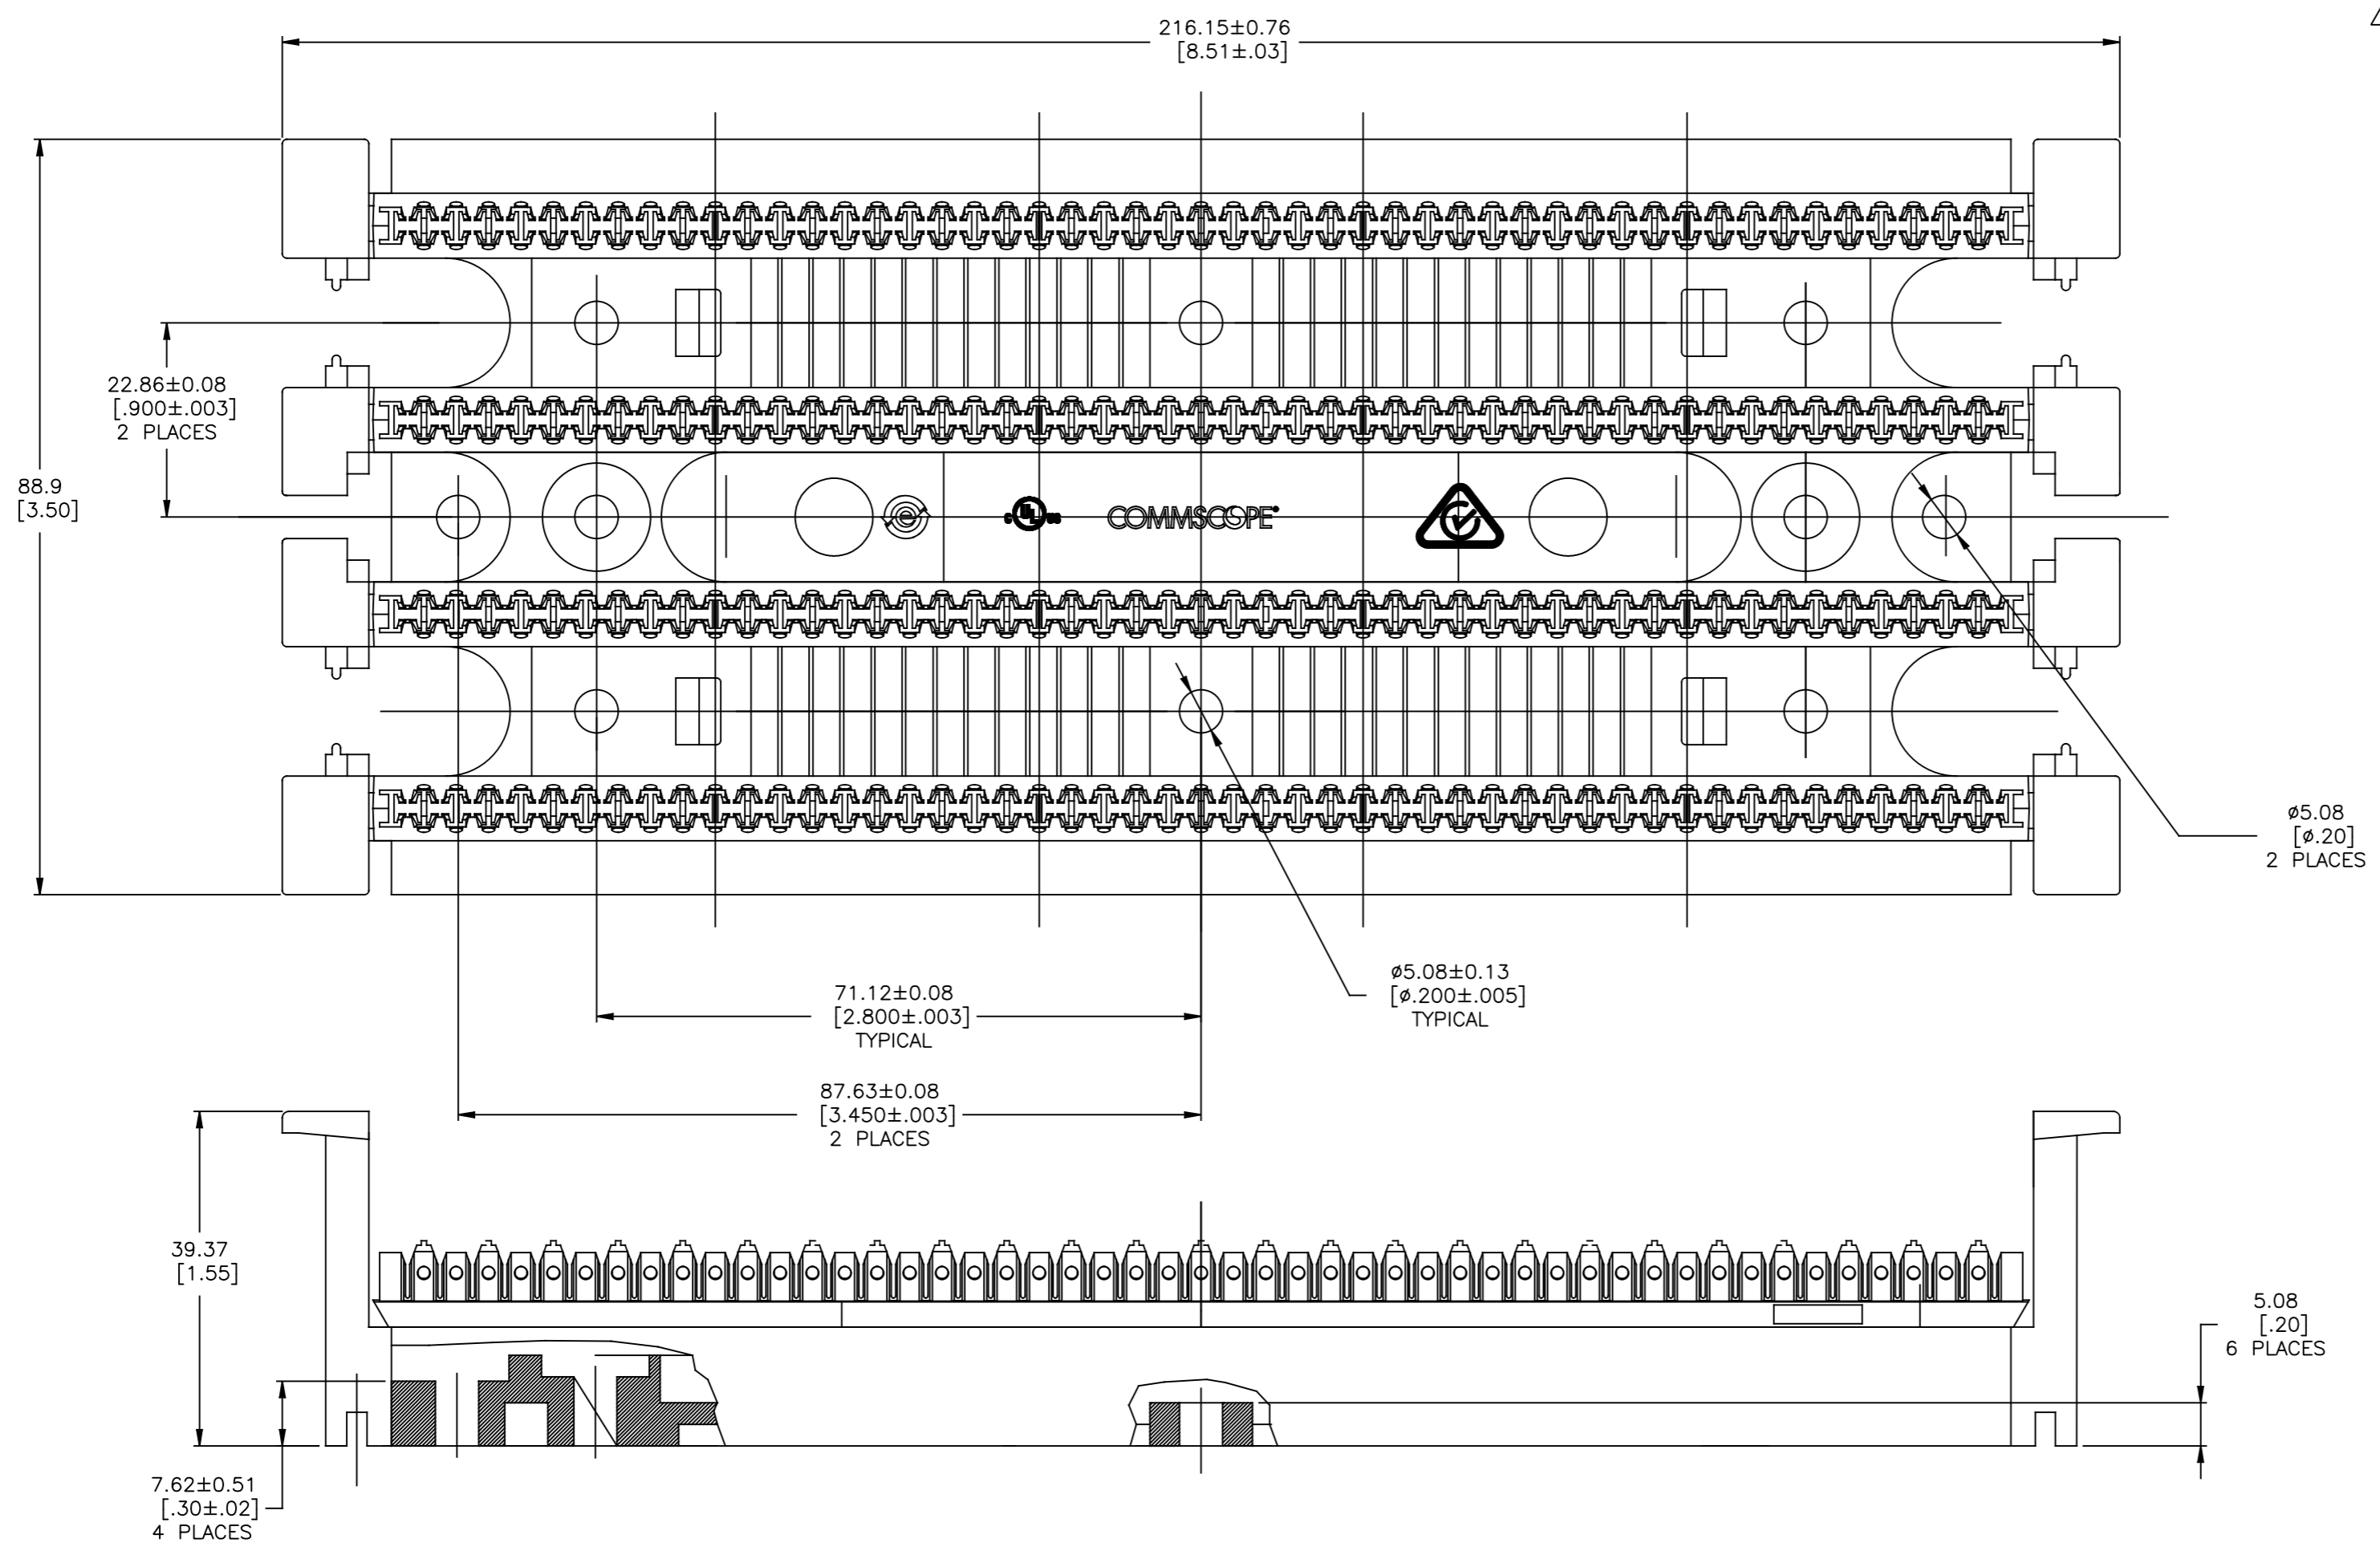 216.15±0.76
[8.51±.03]
22.86±0.08
[.900±.003]
2 PLACES
88.9
[3.50]
C UL US
COMMSCOPE®
ø5.08
[ø.20]
2 PLACES
ø5.08±0.13
[ø.200±.005]
TYPICAL
71.12±0.08
[2.800±.003]
TYPICAL
87.63±0.08
[3.450±.003]
2 PLACES
39.37
[1.55]
5.08
[.20]
6 PLACES
7.62±0.51
[.30±.02]
4 PLACES